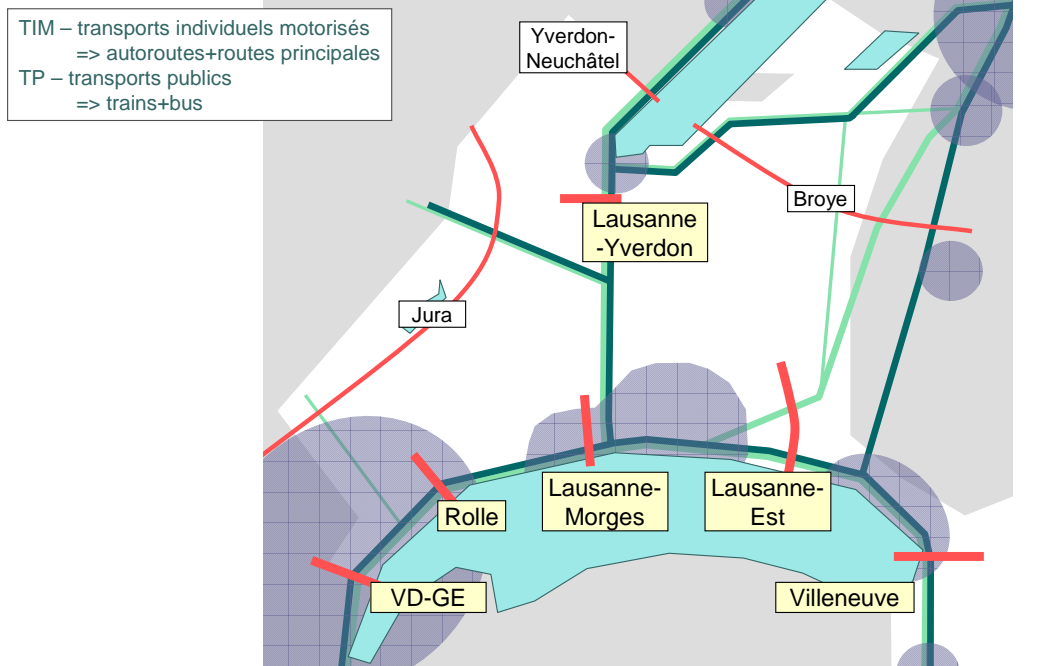 TIM – transports individuels motorisés
=> autoroutes+routes principales
TP – transports publics
=> trains+bus
Yverdon-
Neuchâtel
Broye
Lausanne
-Yverdon
Jura
Rolle
Lausanne-
Morges
Lausanne-
Est
VD-GE
Villeneuve